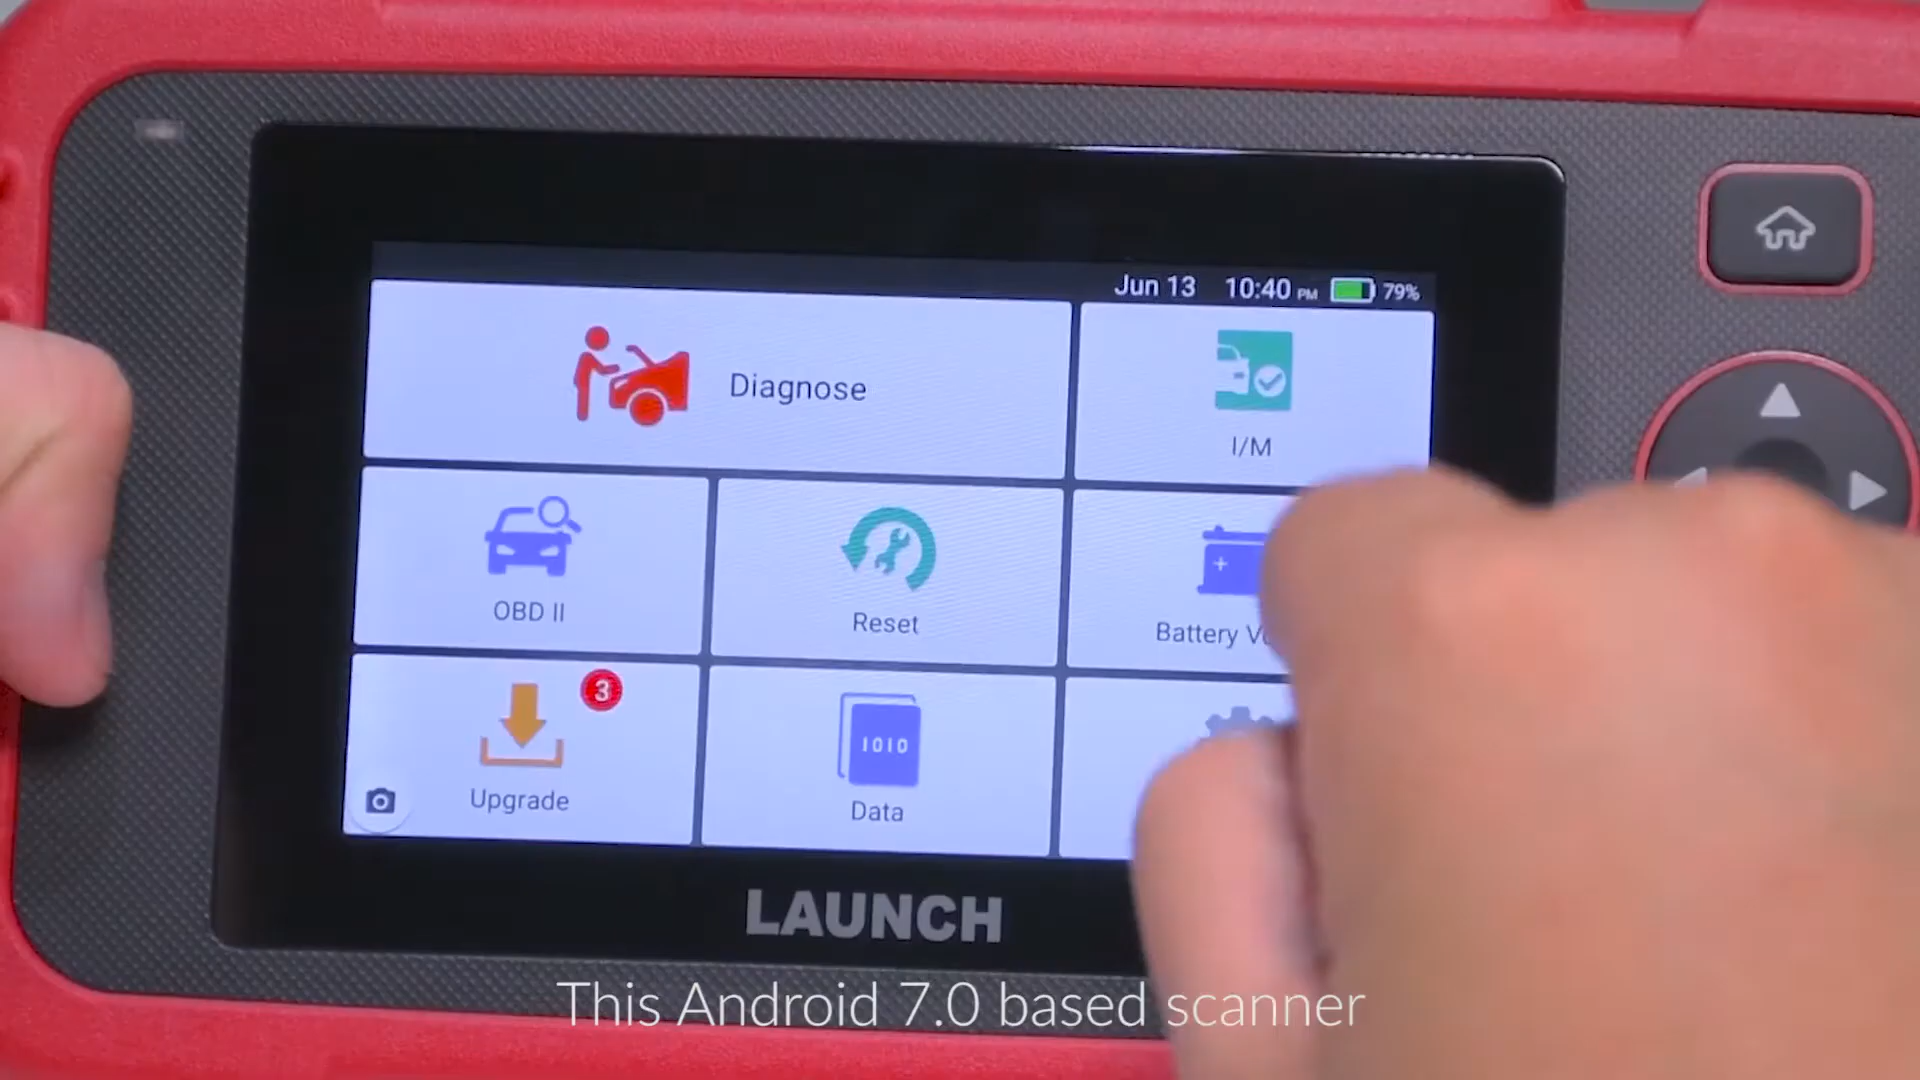 Jun 13 10:40 PM 79%
Diagnose
I/M
OBD II
Reset
Battery
3
Upgrade
1010
Data
LAUNCH
This Android 7.0 based scanner